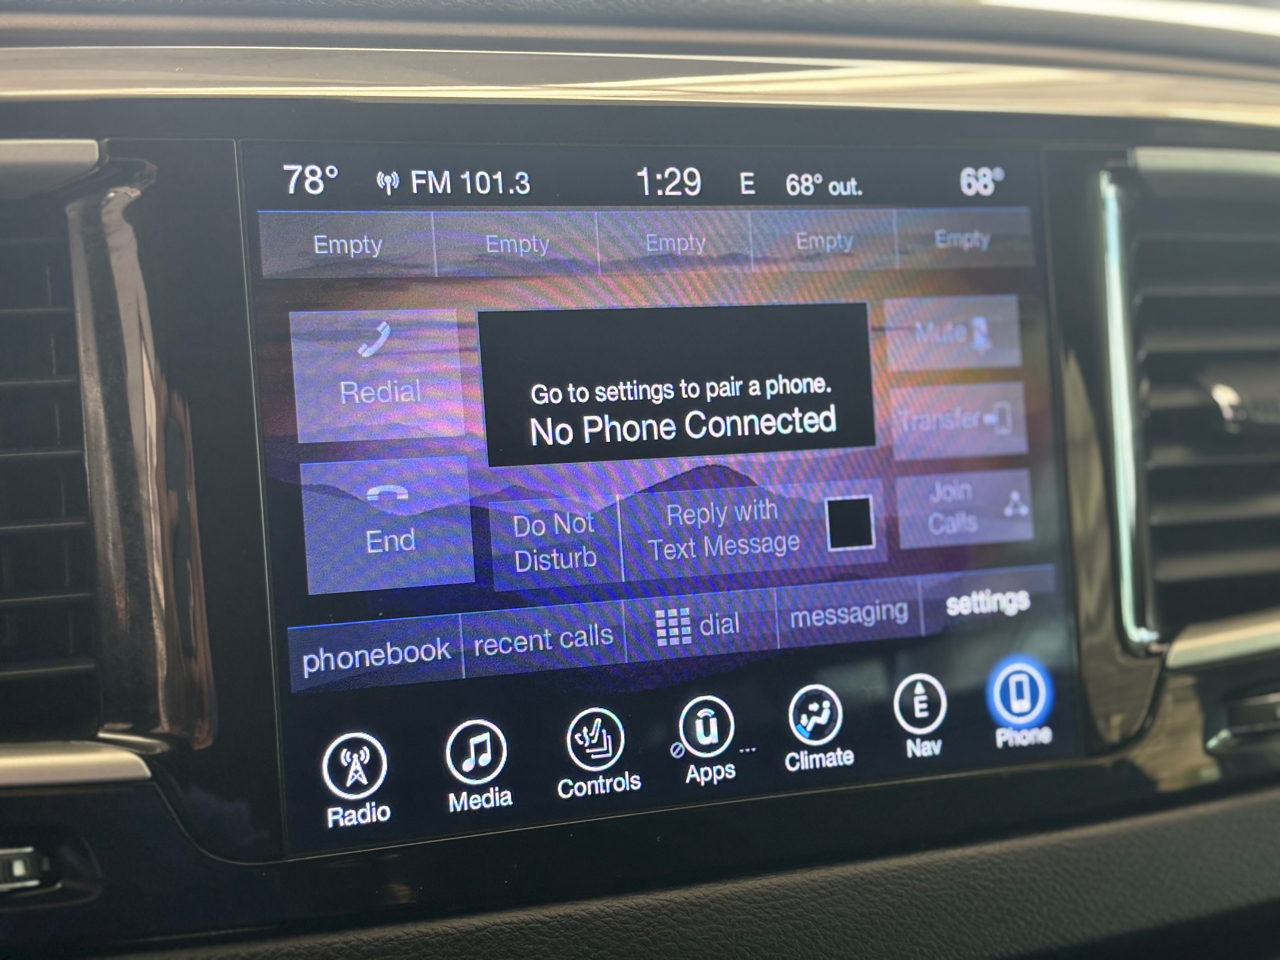 78° FM 101.3 1:29 E 68° out. 68°
Empty Empty Empty Empty Empty
Redial
Go to settings to pair a phone.
No Phone Connected
Mute
Transfer
Join
Calls
End
Do Not
Disturb
Reply with
Text Message
phonebook recent calls dial messaging settings
E
Radio Media Controls Apps Climate Nav Phone